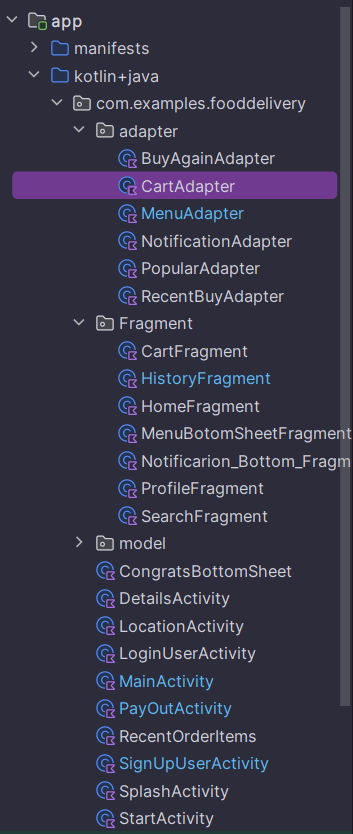 app
manifests
kotlin+java
com.examples.fooddelivery
adapter
BuyAgainAdapter
CartAdapter
MenuAdapter
NotificationAdapter
PopularAdapter
RecentBuyAdapter
Fragment
CartFragment
HistoryFragment
HomeFragment
MenuBotomSheetFragment
Notificarion_Bottom_Fragm
ProfileFragment
SearchFragment
model
CongratsBottomSheet
DetailsActivity
LocationActivity
LoginUserActivity
MainActivity
PayOutActivity
RecentOrderItems
SignUpUserActivity
SplashActivity
StartActivity